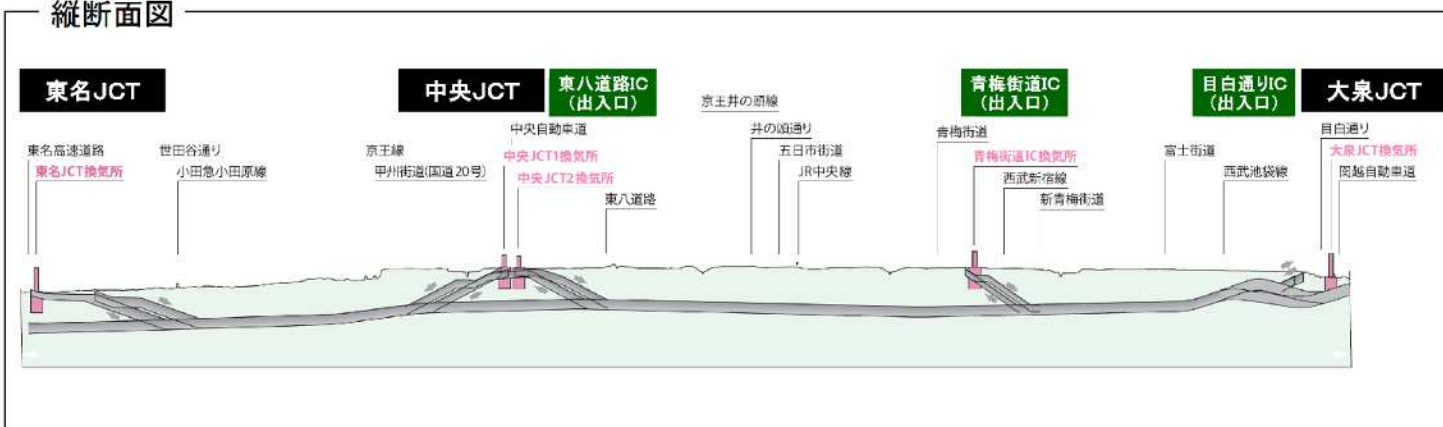 縦断面図
東名JCT
中央JCT
東八道路IC
(出入口)
青梅街道IC
(出入口)
目白通りIC
(出入口)
大泉JCT
東名高速道路
東名JCT換気所
世田谷通り
小田急小田原線
京王線
甲州街道(国道20号)
中央自動車道
中央JCT1換気所
中央JCT2換気所
東八道路
京王井の頭線
井の頭通り
五日市街道
JR中央線
青梅街道
青梅街道IC換気所
西武新宿線
新青梅街道
富士街道
西武池袋線
目白通り
大泉JCT換気所
関越自動車道